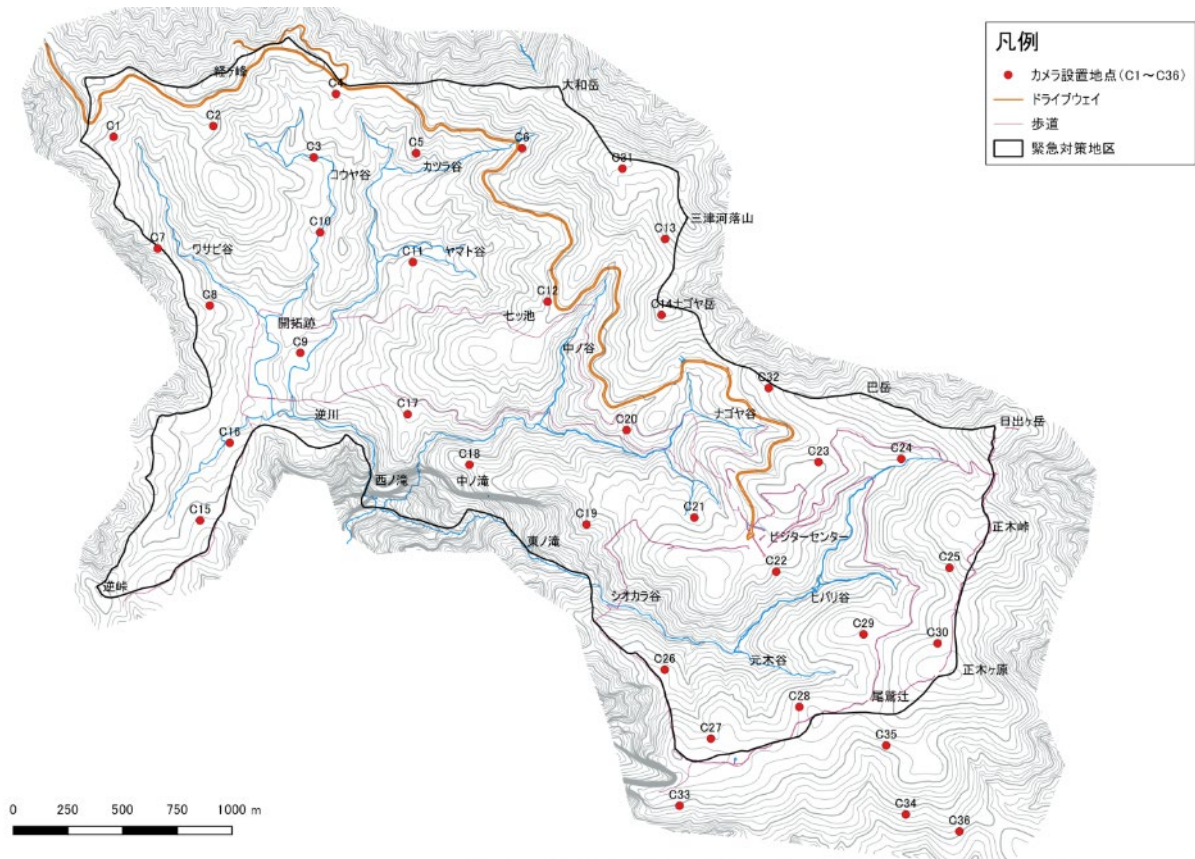 凡例
カメラ設置地点(C1～C36)
ドライブウェイ
歩道
緊急対策地区
経ヶ峰
大和岳
C4
C1
C2
C3
C5
C6
コウヤ谷
カツラ谷
C31
三津河落山
C10
C13
C7
ワサビ谷
C11
ヤマト谷
C8
C12
七ツ池
C14
ナゴヤ岳
開拓跡
C9
中ノ谷
C32
巴岳
C17
逆川
C20
ナゴヤ谷
日出ヶ岳
C16
C18
C23
C24
西ノ滝
中ノ滝
C15
C19
C21
東ノ滝
ビジターセンター
正木峠
C22
C25
逆峠
シオカラ谷
ヒバリ谷
C29
C30
C26
元木谷
正木ヶ原
C28
尾鷲辻
C27
C35
C33
C34
C36
0 250 500 750 1000 m